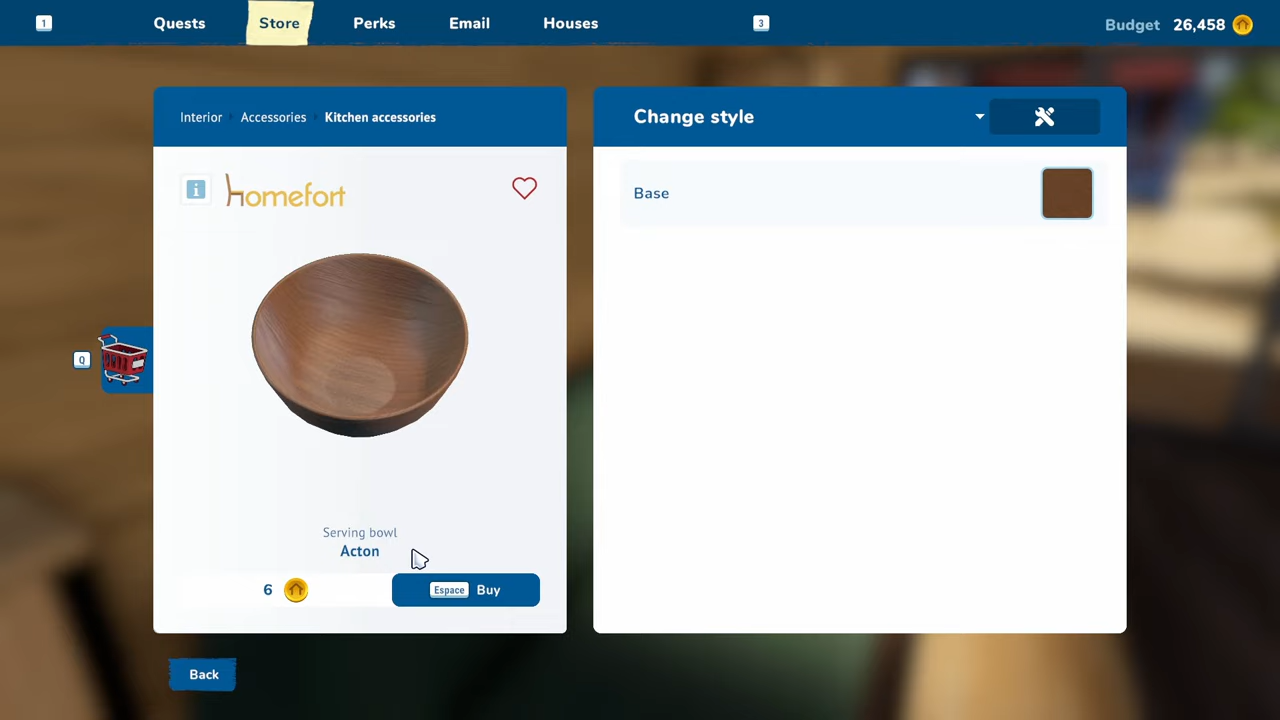 1 Quests Store Perks Email Houses 3 Budget 26,458
Interior Accessories Kitchen accessories
Change style
i homefort
Base
Q
Serving bowl
Acton
6 Espace Buy
Back